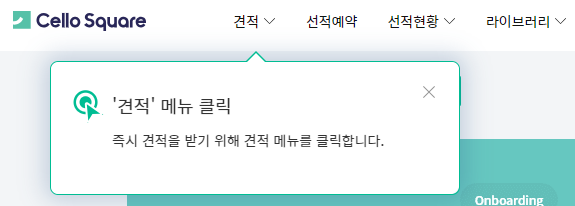 Cello Square
견적 선적예약 선적현황 라이브러리
'견적' 메뉴 클릭
즉시 견적을 받기 위해 견적 메뉴를 클릭합니다.
Onboarding